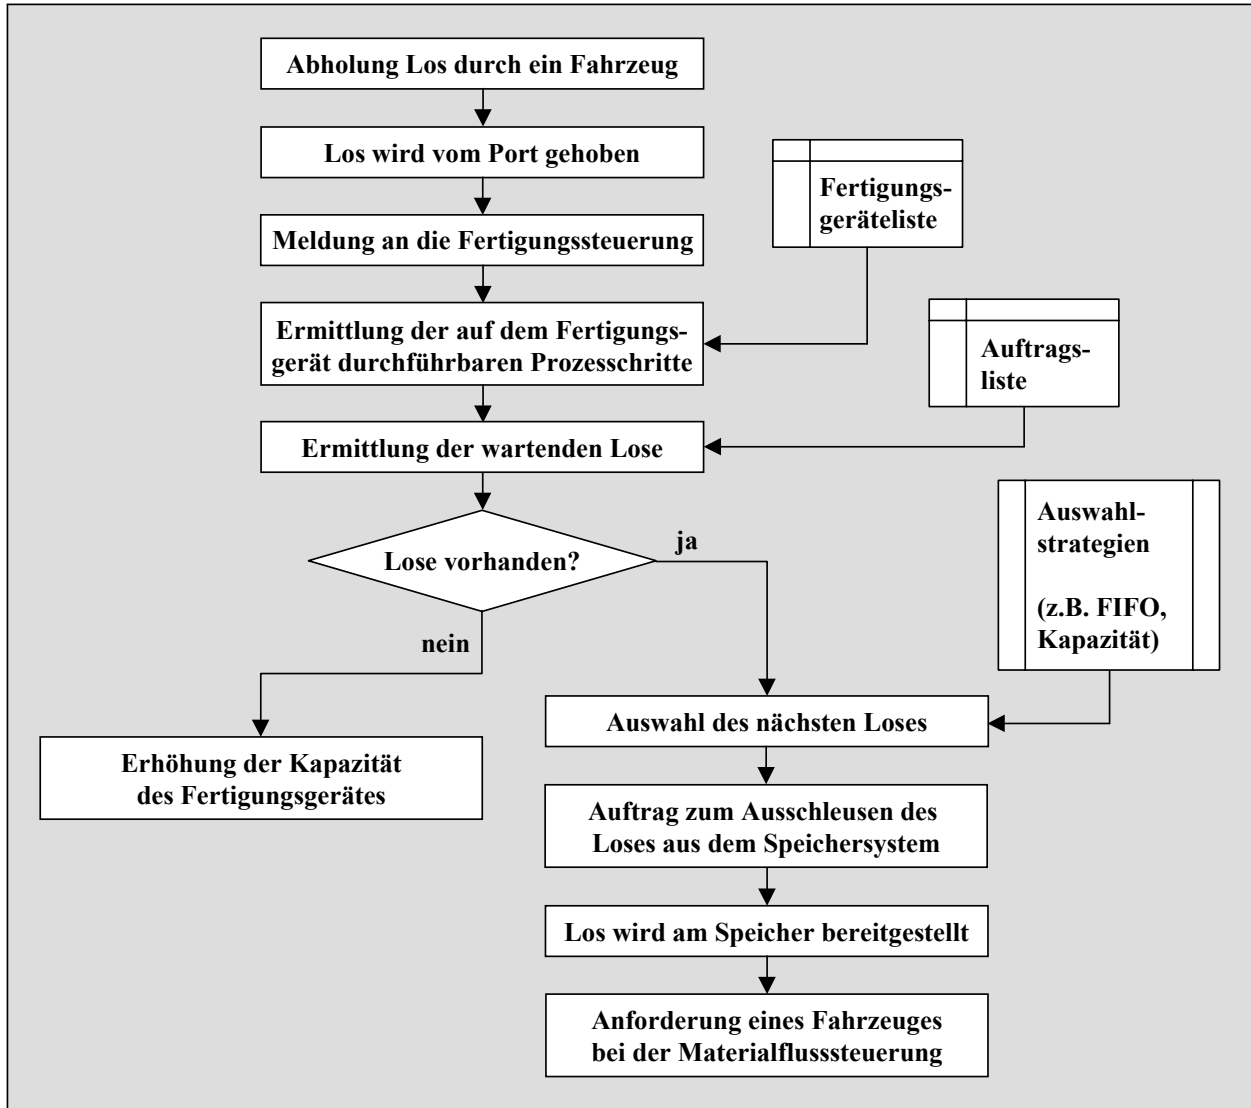 Abholung Los durch ein Fahrzeug
Los wird vom Port gehoben
Fertigungs-
geräteliste
Meldung an die Fertigungssteuerung
Ermittlung der auf dem Fertigungs-
gerät durchführbaren Prozesschritte
Auftrags-
liste
Ermittlung der wartenden Lose
Auswahl-
strategien
(z.B. FIFO,
Kapazität)
Lose vorhanden?
ja
nein
Auswahl des nächsten Loses
Erhöhung der Kapazität
des Fertigungsgerätes
Auftrag zum Ausschleusen des
Loses aus dem Speichersystem
Los wird am Speicher bereitgestellt
Anforderung eines Fahrzeuges
bei der Materialflusssteuerung